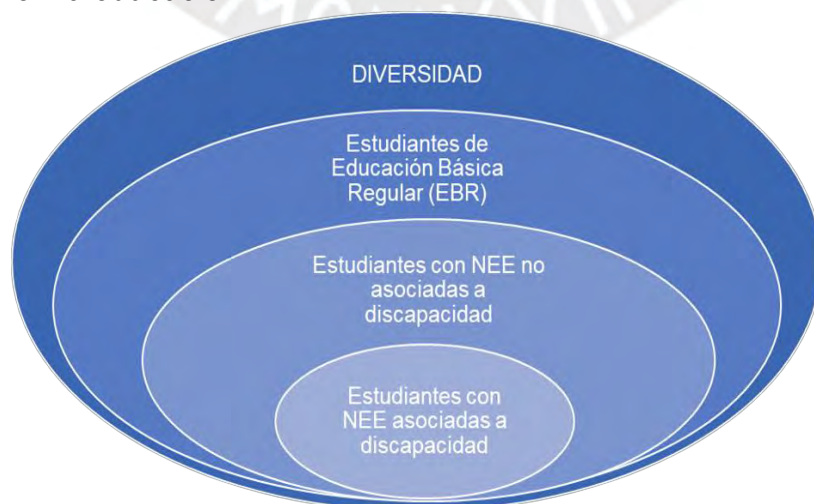 DIVERSIDAD
Estudiantes de
Educación Básica
Regular (EBR)
Estudiantes con NEE no
asociadas a
discapacidad
Estudiantes con
NEE asociadas a
discapacidad